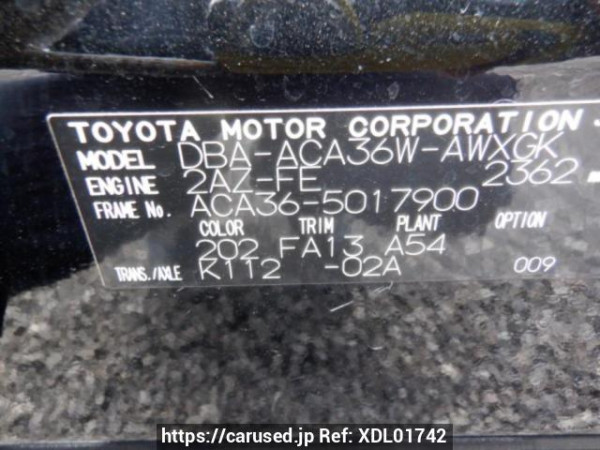 TOYOTA MOTOR CORPORATION
MODEL DBA-ACA36W-AWXGK
ENGINE 2AZ-FE 2362
FRAME No. ACA36-5017900
COLOR TRIM PLANT OPTION
202 FA13 A54
TRANS./AXLE K112 -02A 009
https://carused.jp Ref: XDL01742